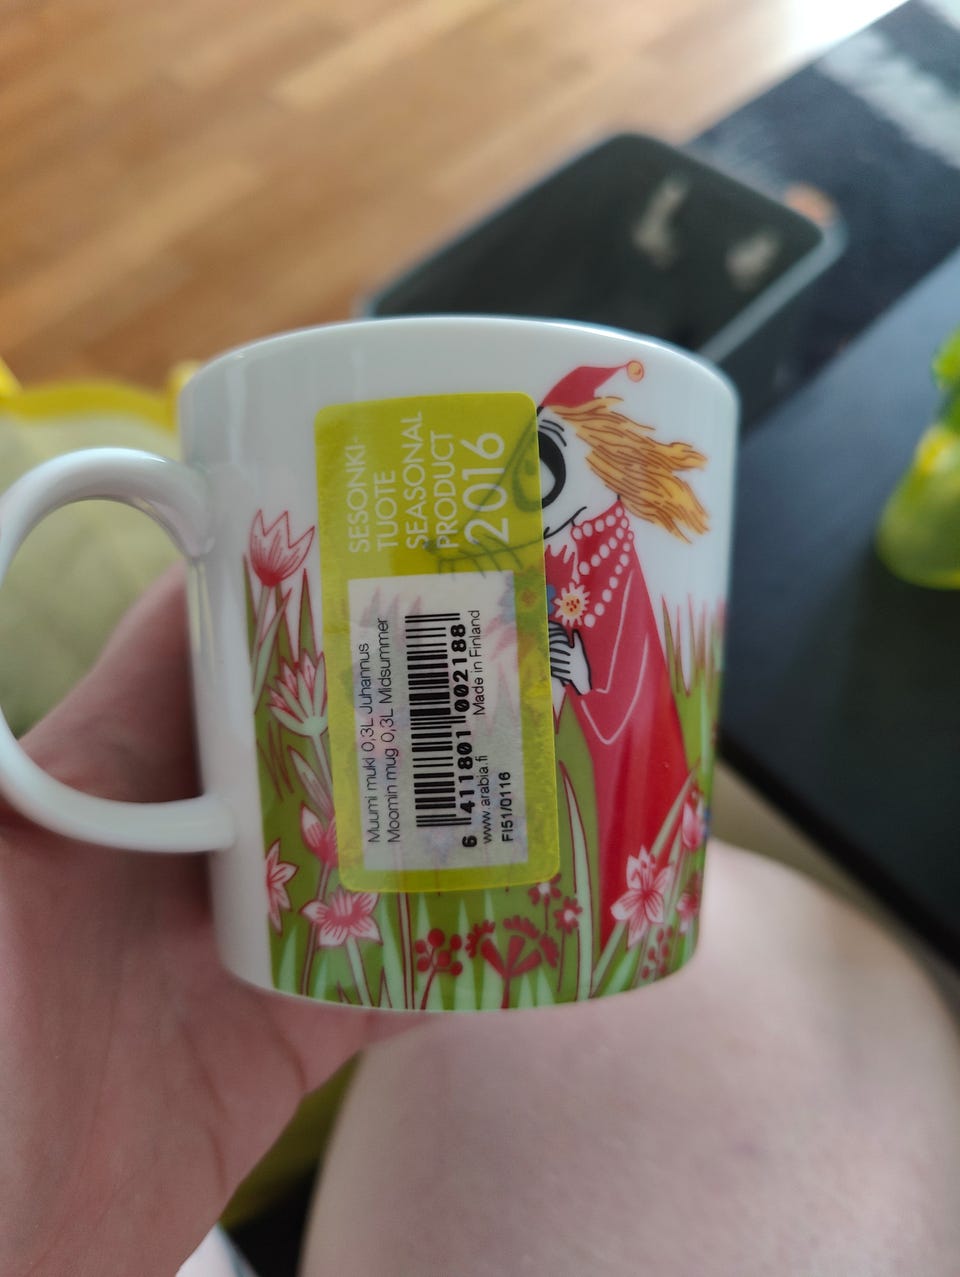 SESONKI-
TUOTE
SEASONAL
PRODUCT
2016
Muumi muki 0,3L Juhannus
Moomin mug 0,3L Midsummer
6 411801 002188
www.arabia.fi Made in Finland
FI51/0116